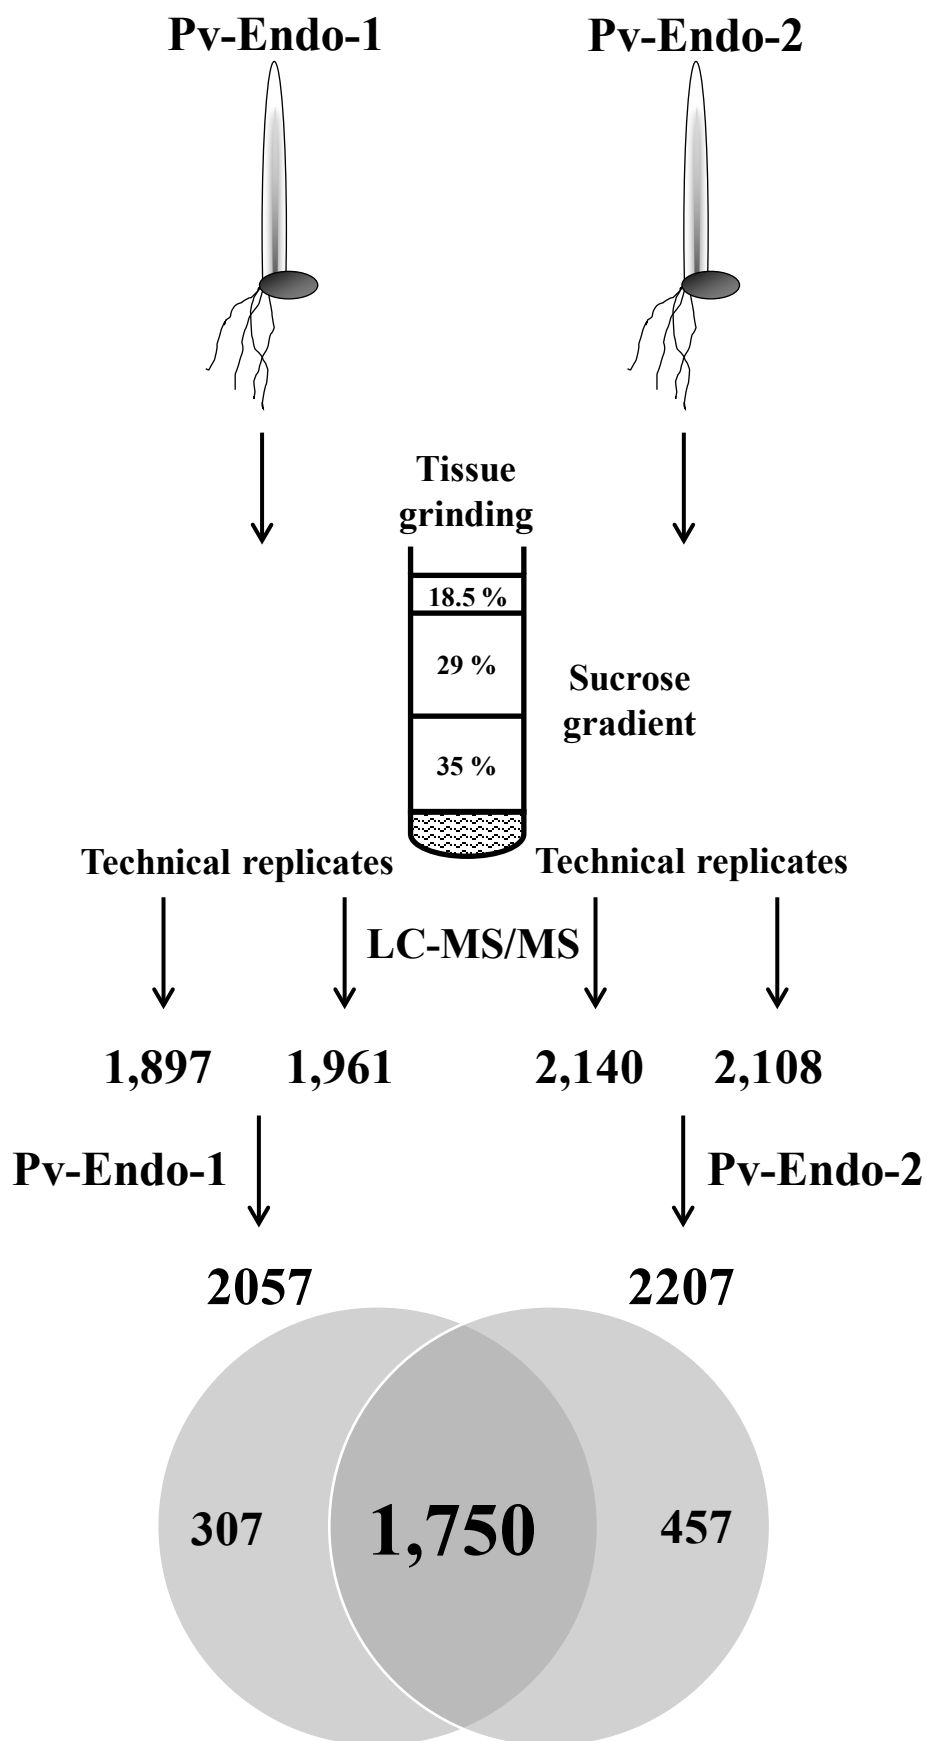 Pv-Endo-1
Pv-Endo-2
Tissue
grinding
18.5 %
29 %
Sucrose
gradient
35 %
Technical replicates
Technical replicates
LC-MS/MS
1,897
1,961
2,140
2,108
Pv-Endo-1
Pv-Endo-2
2057
2207
307
1,750
457